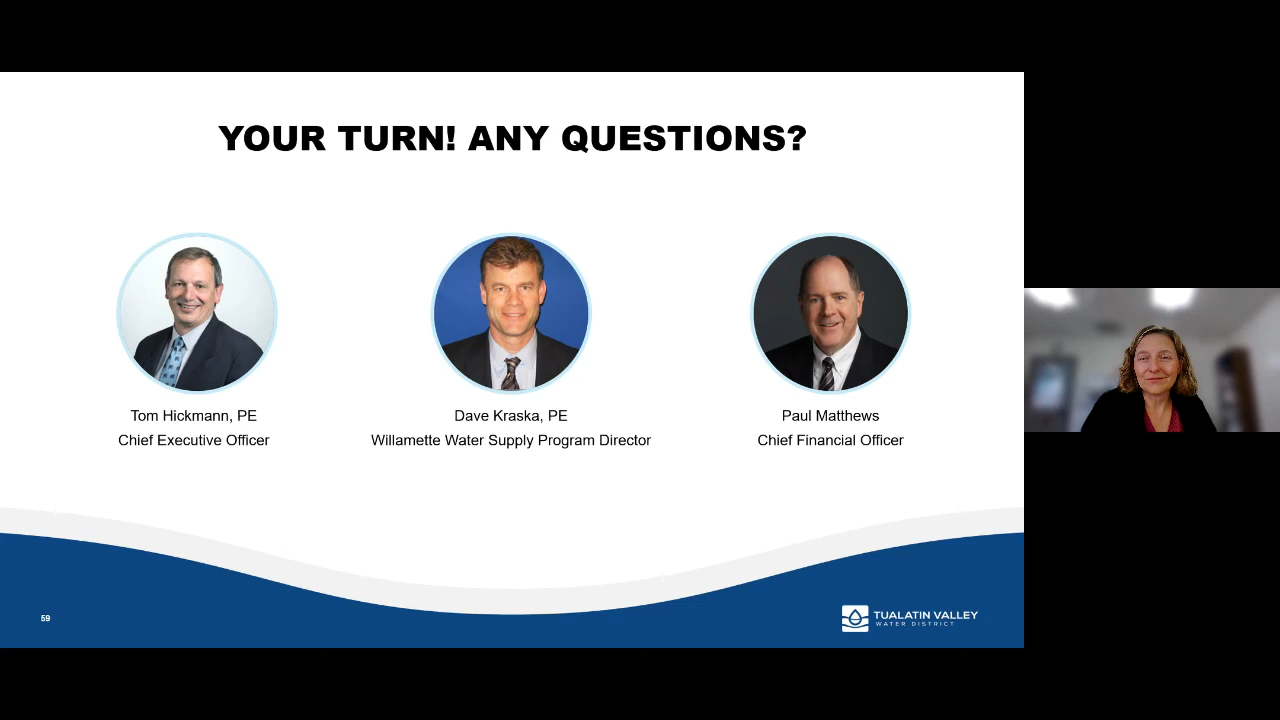 YOUR TURN! ANY QUESTIONS?
Tom Hickmann, PE
Chief Executive Officer
Dave Kraska, PE
Willamette Water Supply Program Director
Paul Matthews
Chief Financial Officer
59
TUALATIN VALLEY
WATER DISTRICT